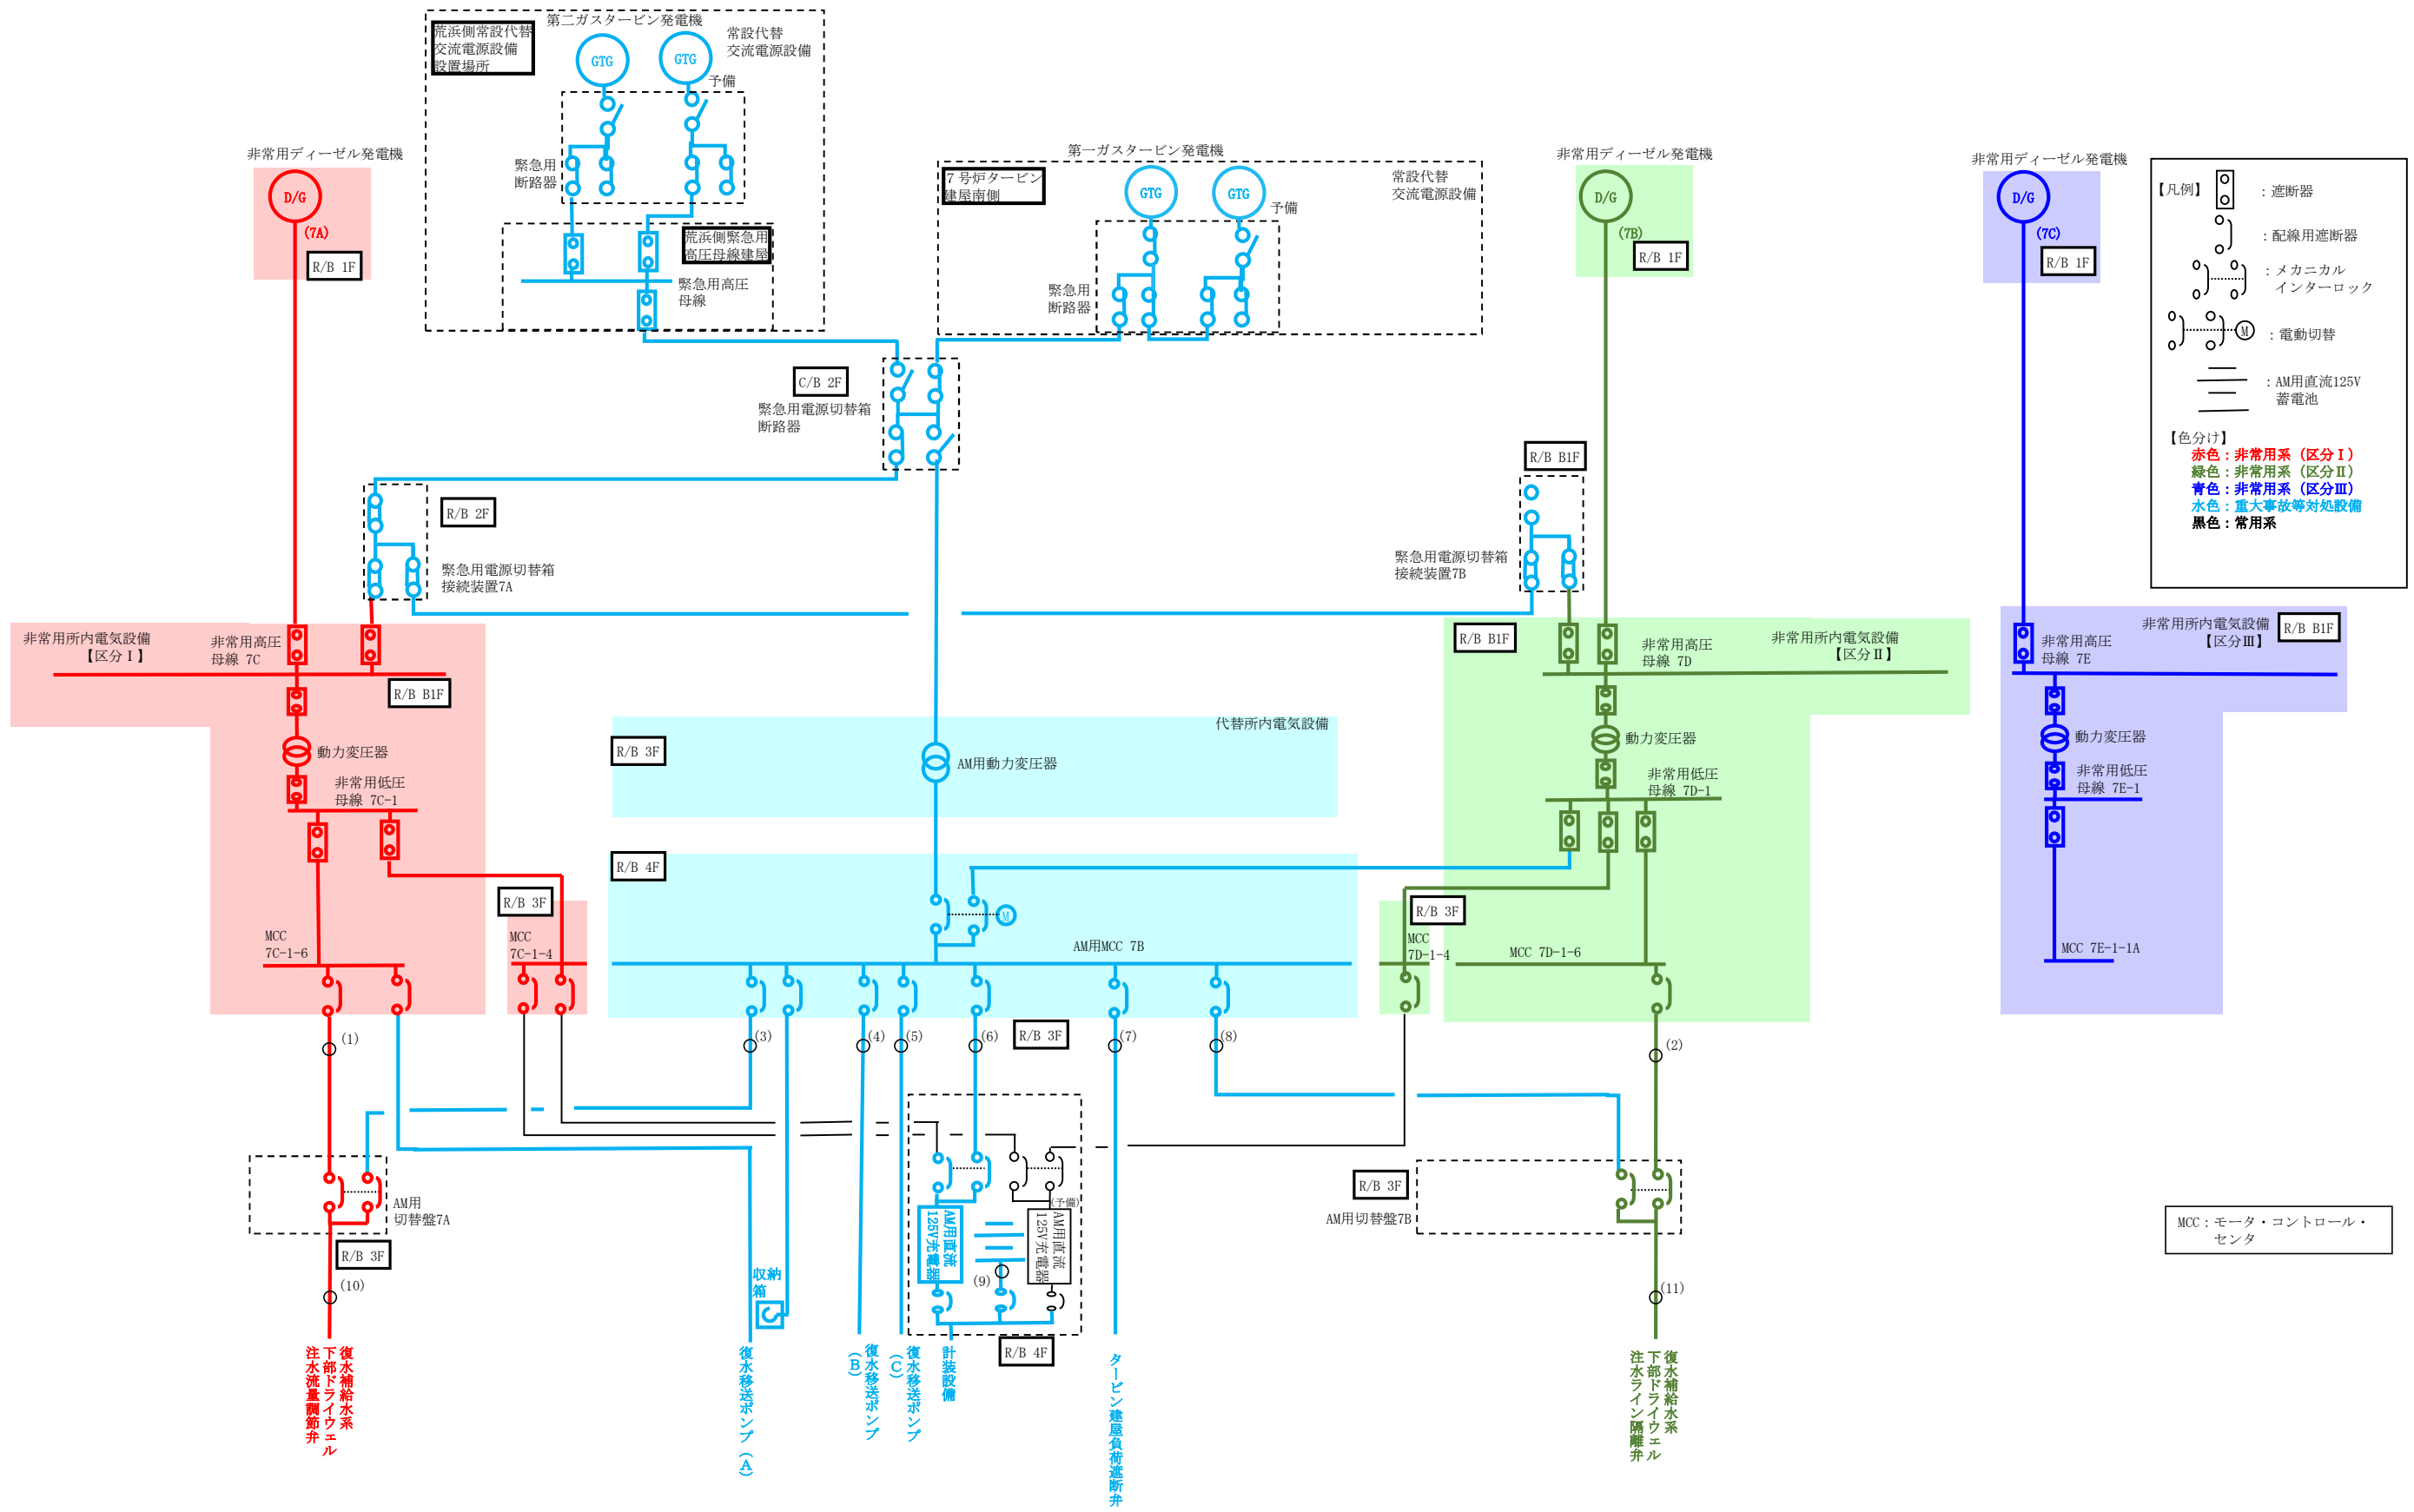 第二ガスタービン発電機
荒浜側常設代替
交流電源設備
設置場所
GTG
GTG
常設代替
交流電源設備
予備
緊急用
断路器
荒浜側緊急用
高圧母線建屋
緊急用高圧
母線
第一ガスタービン発電機
7号炉タービン
建屋南側
GTG
GTG
常設代替
交流電源設備
予備
緊急用
断路器
非常用ディーゼル発電機
D/G
(7A)
R/B 1F
非常用ディーゼル発電機
D/G
(7B)
R/B 1F
非常用ディーゼル発電機
D/G
(7C)
R/B 1F
【凡例】
：遮断器
：配線用遮断器
：メカニカル
インターロック
M
：電動切替
：AM用直流125V
蓄電池
【色分け】
赤色：非常用系（区分Ⅰ）
緑色：非常用系（区分Ⅱ）
青色：非常用系（区分Ⅲ）
水色：重大事故等対処設備
黒色：常用系
C/B 2F
緊急用電源切替箱
断路器
R/B 2F
緊急用電源切替箱
接続装置7A
R/B B1F
緊急用電源切替箱
接続装置7B
非常用所内電気設備
【区分Ⅰ】
非常用高圧
母線 7C
R/B B1F
動力変圧器
非常用低圧
母線 7C-1
MCC
7C-1-6
R/B 3F
MCC
7C-1-4
代替所内電気設備
R/B 3F
AM用動力変圧器
R/B 4F
M
AM用MCC 7B
R/B B1F
非常用高圧
母線 7D
非常用所内電気設備
【区分Ⅱ】
動力変圧器
非常用低圧
母線 7D-1
R/B 3F
MCC
7D-1-4
MCC 7D-1-6
非常用所内電気設備
【区分Ⅲ】
R/B B1F
非常用高圧
母線 7E
動力変圧器
非常用低圧
母線 7E-1
MCC 7E-1-1A
(1)
(3)
(4)
(5)
(6)
R/B 3F
(7)
(8)
(2)
AM用
切替盤7A
R/B 3F
(10)
収納
箱
(予備)
AM用直流
125V充電器
AM用直流
125V充電器
(9)
R/B 4F
R/B 3F
AM用切替盤7B
(11)
MCC：モータ・コントロール・
センタ
復水補給水系
下部ドライウェル
注水流量調節弁
復水移送ポンプ（Ａ）
復水移送ポンプ
（Ｂ）
復水移送ポンプ
（Ｃ）
計装設備
タービン建屋負荷遮断弁
復水補給水系
下部ドライウェル
注水ライン隔離弁